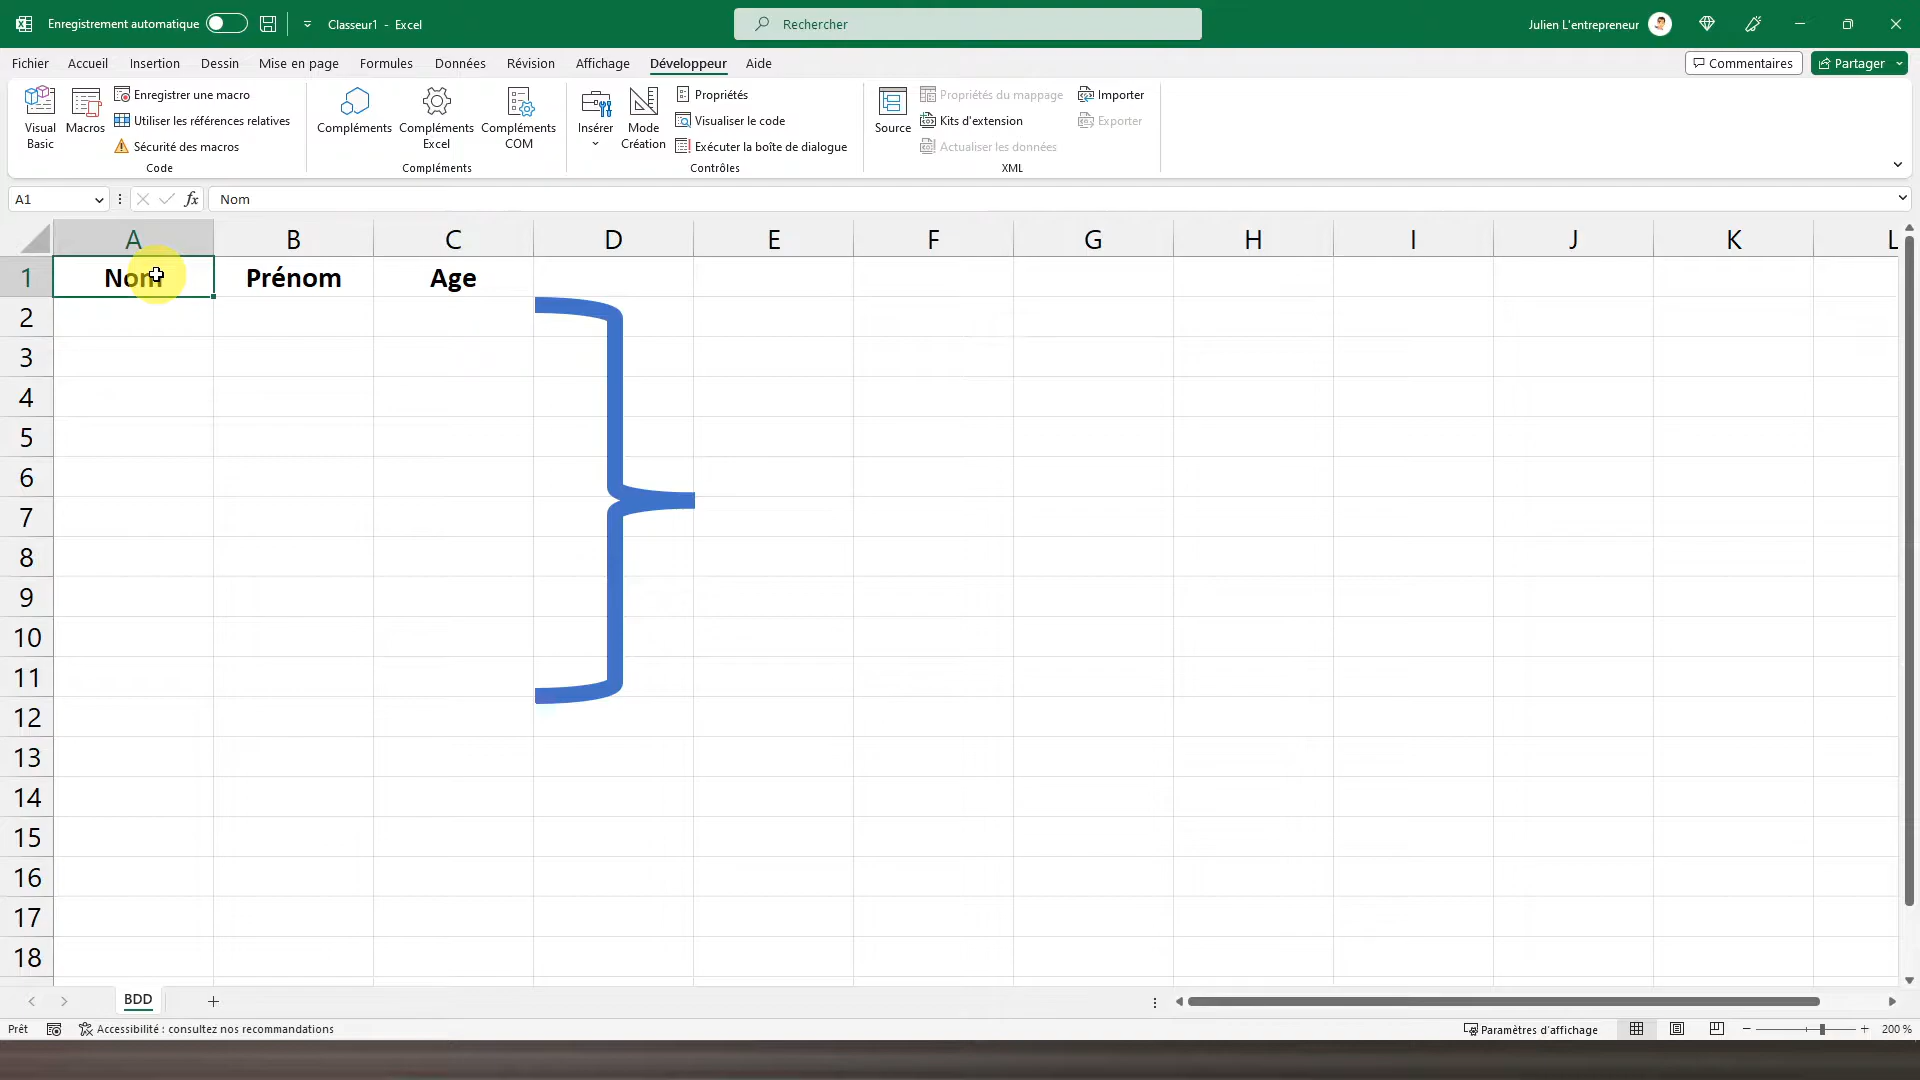 Enregistrement automatique
Classeur1 - Excel
Rechercher
Julien L'entrepreneur
Fichier Accueil Insertion Dessin Mise en page Formules Données Révision Affichage Développeur Aide
Commentaires
Partager
Visual Basic
Macros
Enregistrer une macro
Utiliser les références relatives
Sécurité des macros
Code
Compléments
Compléments Excel
Compléments COM
Compléments
Insérer
Mode Création
Propriétés
Visualiser le code
Exécuter la boîte de dialogue
Contrôles
Source
Propriétés du mappage
Kits d'extension
Actualiser les données
Importer
Exporter
XML
A1
fx
Nom
A B C D E F G H I J K L
1 Nom Prénom Age
2
3
4
5
6
7
8
9
10
11
12
13
14
15
16
17
18
BDD
Prêt
Accessibilité : consultez nos recommandations
Paramètres d'affichage
200 %